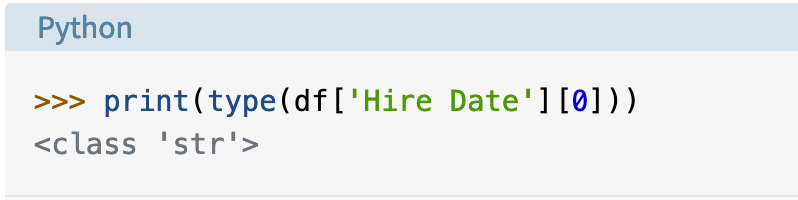 Python
>>> print(type(df['Hire Date'][0]))
<class 'str'>